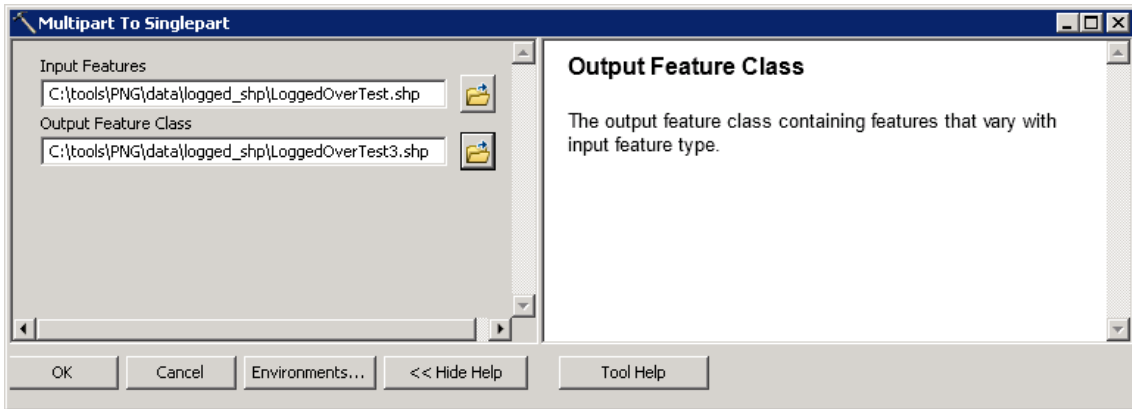 Multipart To Singlepart
Input Features
C:\tools\PNG\data\logged_shp\LoggedOverTest.shp
Output Feature Class
C:\tools\PNG\data\logged_shp\LoggedOverTest3.shp
Output Feature Class
The output feature class containing features that vary with
input feature type.
OK Cancel Environments... << Hide Help Tool Help